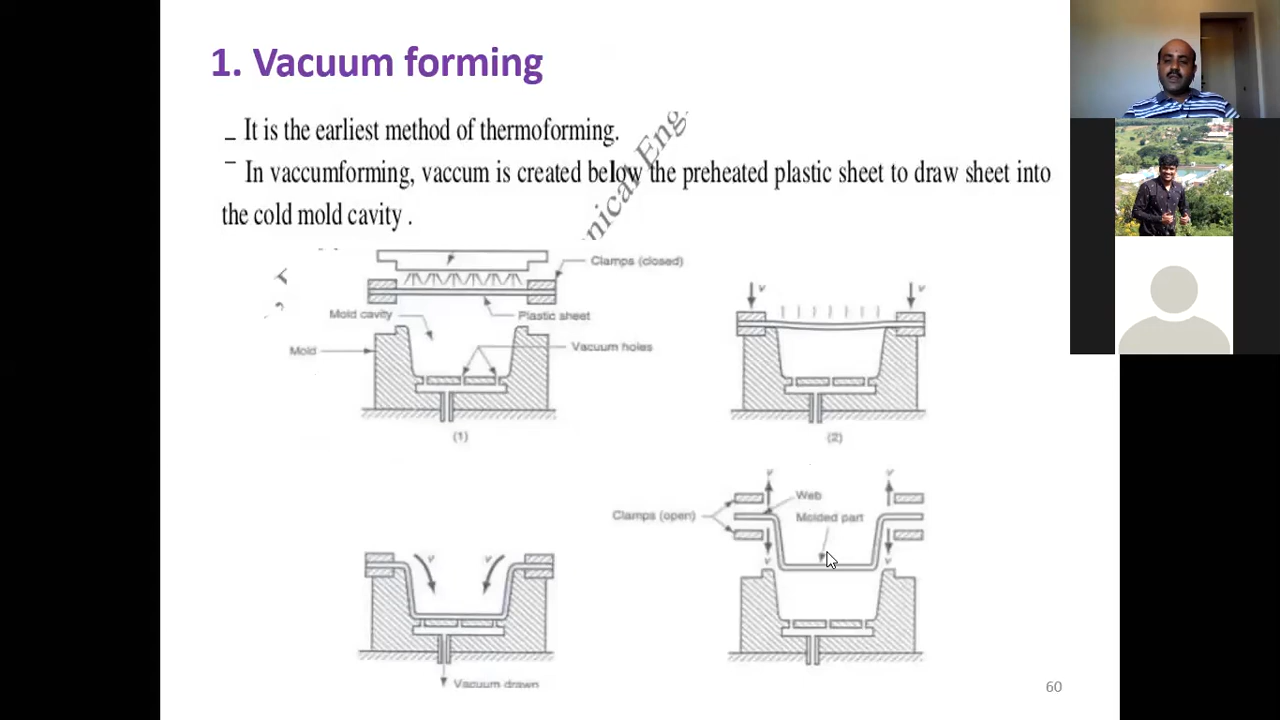 1. Vacuum forming
_ It is the earliest method of thermoforming.
– In vaccumforming, vaccum is created below the preheated plastic sheet to draw sheet into
the cold mold cavity .
nical Eng
Clamps (closed)
Mold cavity
Plastic sheet
Mold
Vacuum holes
(1)
v
v
(2)
v
v
Vacuum drawn
v
v
Clamps (open)
Web
Molded part
v
v
60